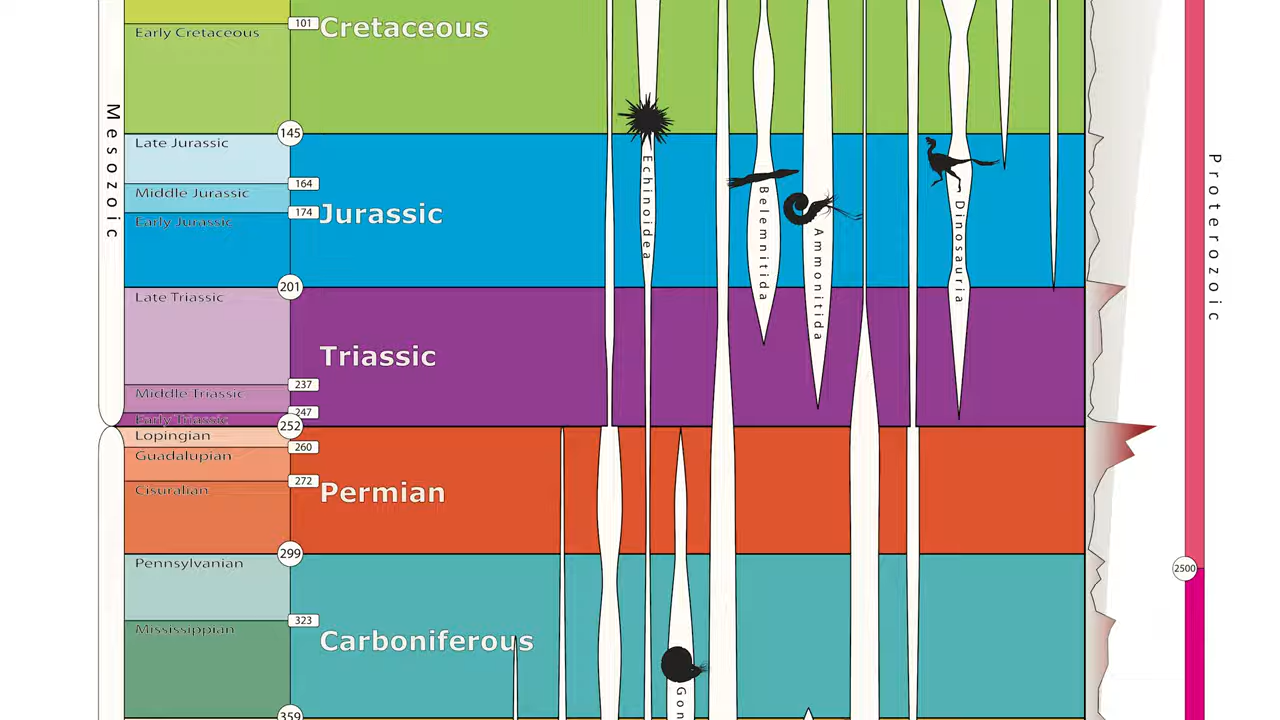 101
Cretaceous
Early Cretaceous
Mesozoic
145
Late Jurassic
164
Middle Jurassic
174
Jurassic
Early Jurassic
Echinoidea
Belemnitida
Ammonitida
Dinosauria
Proterozoic
201
Late Triassic
Triassic
237
Middle Triassic
247
Early Triassic
252
Lopingian
260
Guadalupian
272
Cisuralian
Permian
299
Pennsylvanian
2500
323
Mississippian
Carboniferous
Gon
359